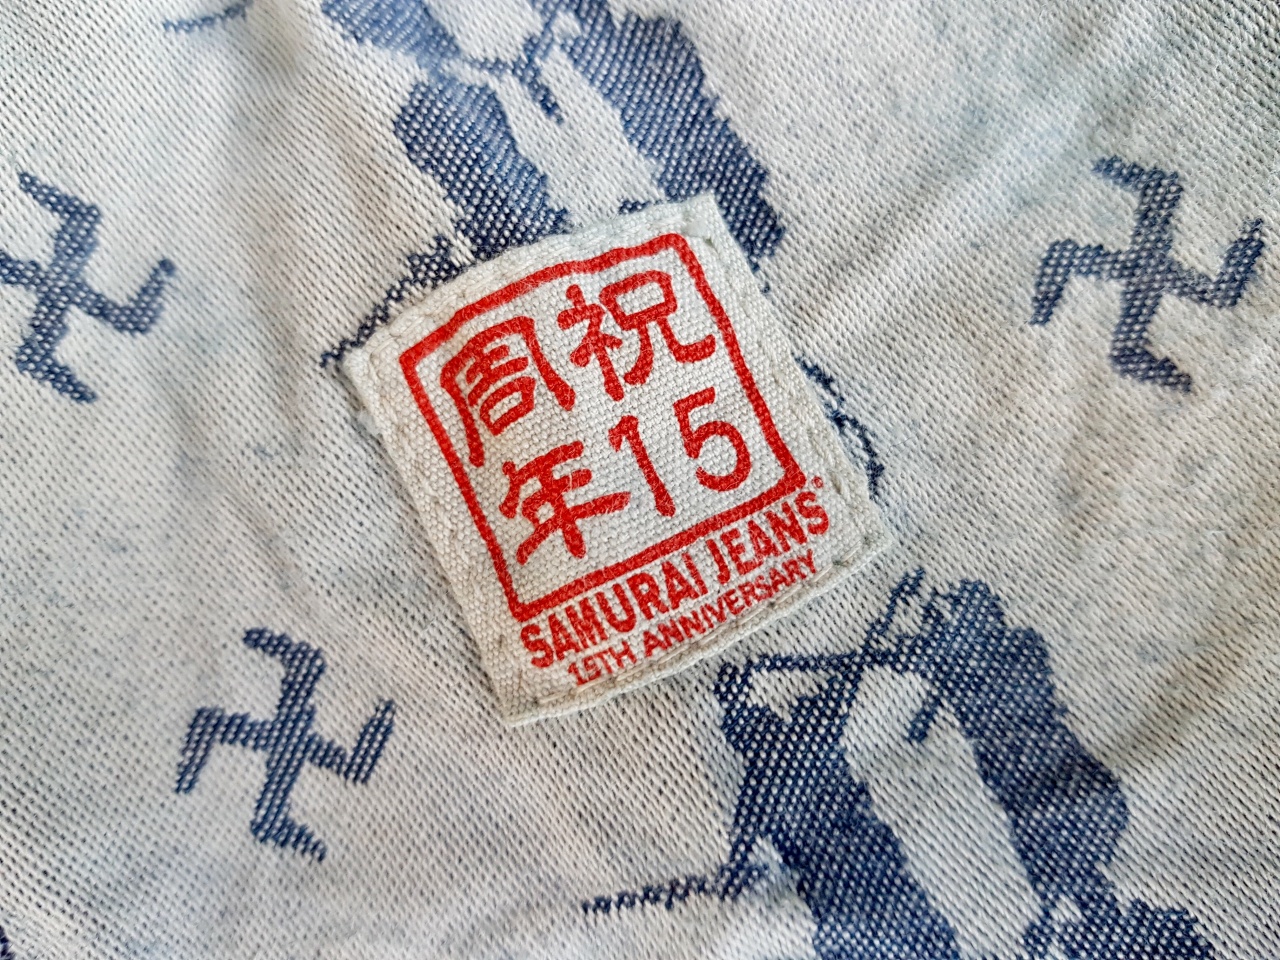 祝15
周年
SAMURAI JEANS
15TH ANNIVERSARY